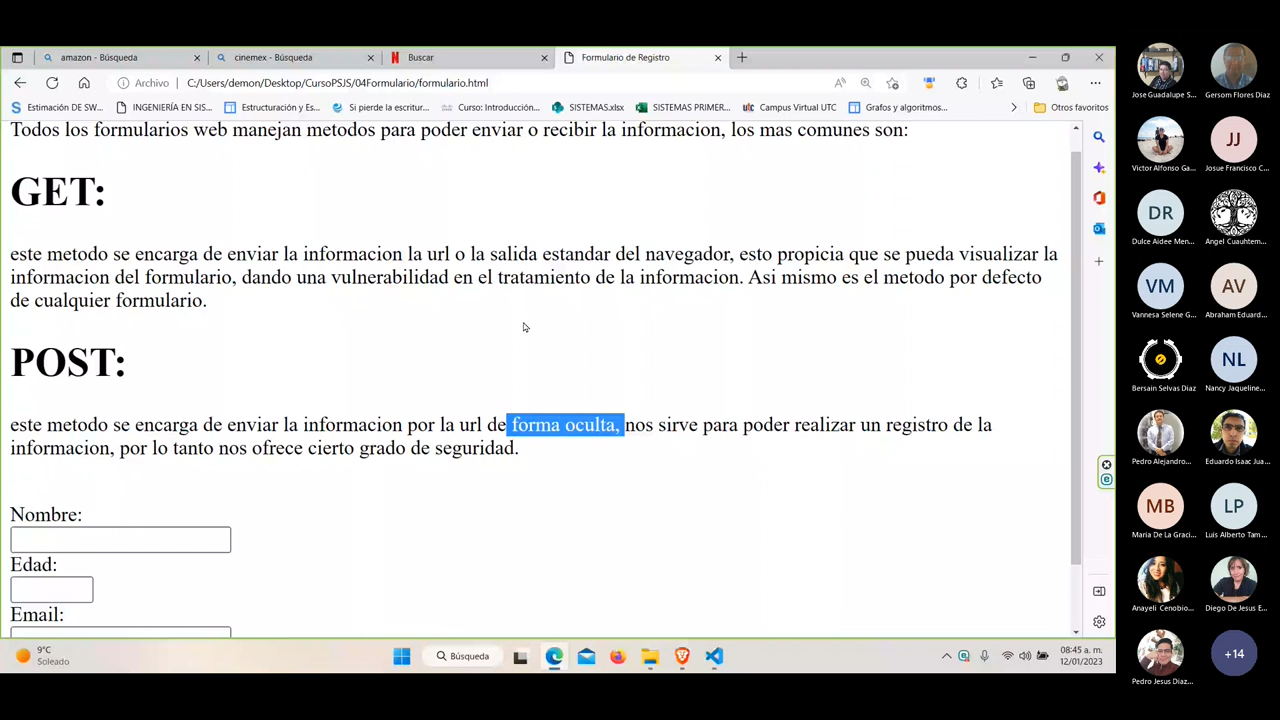 amazon - Búsqueda
cinemex - Búsqueda
Buscar
Formulario de Registro
Archivo
C:/Users/demon/Desktop/CursoPSJS/04Formulario/formulario.html
Estimación DE SW...
INGENIERÍA EN SIS...
Estructuración y Es...
Si pierde la escritur...
Curso: Introducción...
SISTEMAS.xlsx
SISTEMAS PRIMER...
Campus Virtual UTC
Grafos y algoritmos...
Otros favoritos
Todos los formularios web manejan metodos para poder enviar o recibir la informacion, los mas comunes son:
GET:
este metodo se encarga de enviar la informacion la url o la salida estandar del navegador, esto propicia que se pueda visualizar la
informacion del formulario, dando una vulnerabilidad en el tratamiento de la informacion. Asi mismo es el metodo por defecto
de cualquier formulario.
POST:
este metodo se encarga de enviar la informacion por la url de forma oculta, nos sirve para poder realizar un registro de la
informacion, por lo tanto nos ofrece cierto grado de seguridad.
Nombre:
Edad:
Email:
9°C
Soleado
Búsqueda
08:45 a. m.
12/01/2023
Jose Guadalupe S...
Gersom Flores Diaz
Victor Alfonso Ga...
JJ
Josue Francisco C...
DR
Dulce Aidee Men...
Angel Cuauhtem...
VM
Vannesa Selene G...
AV
Abraham Eduard...
Bersain Selvas Diaz
NL
Nancy Jaqueline...
Pedro Alejandro...
Eduardo Isaac Jua...
MB
Maria De La Graci...
LP
Luis Alberto Tam...
Anayeli Cenobio...
Diego De Jesus E...
Pedro Jesus Diaz...
+14